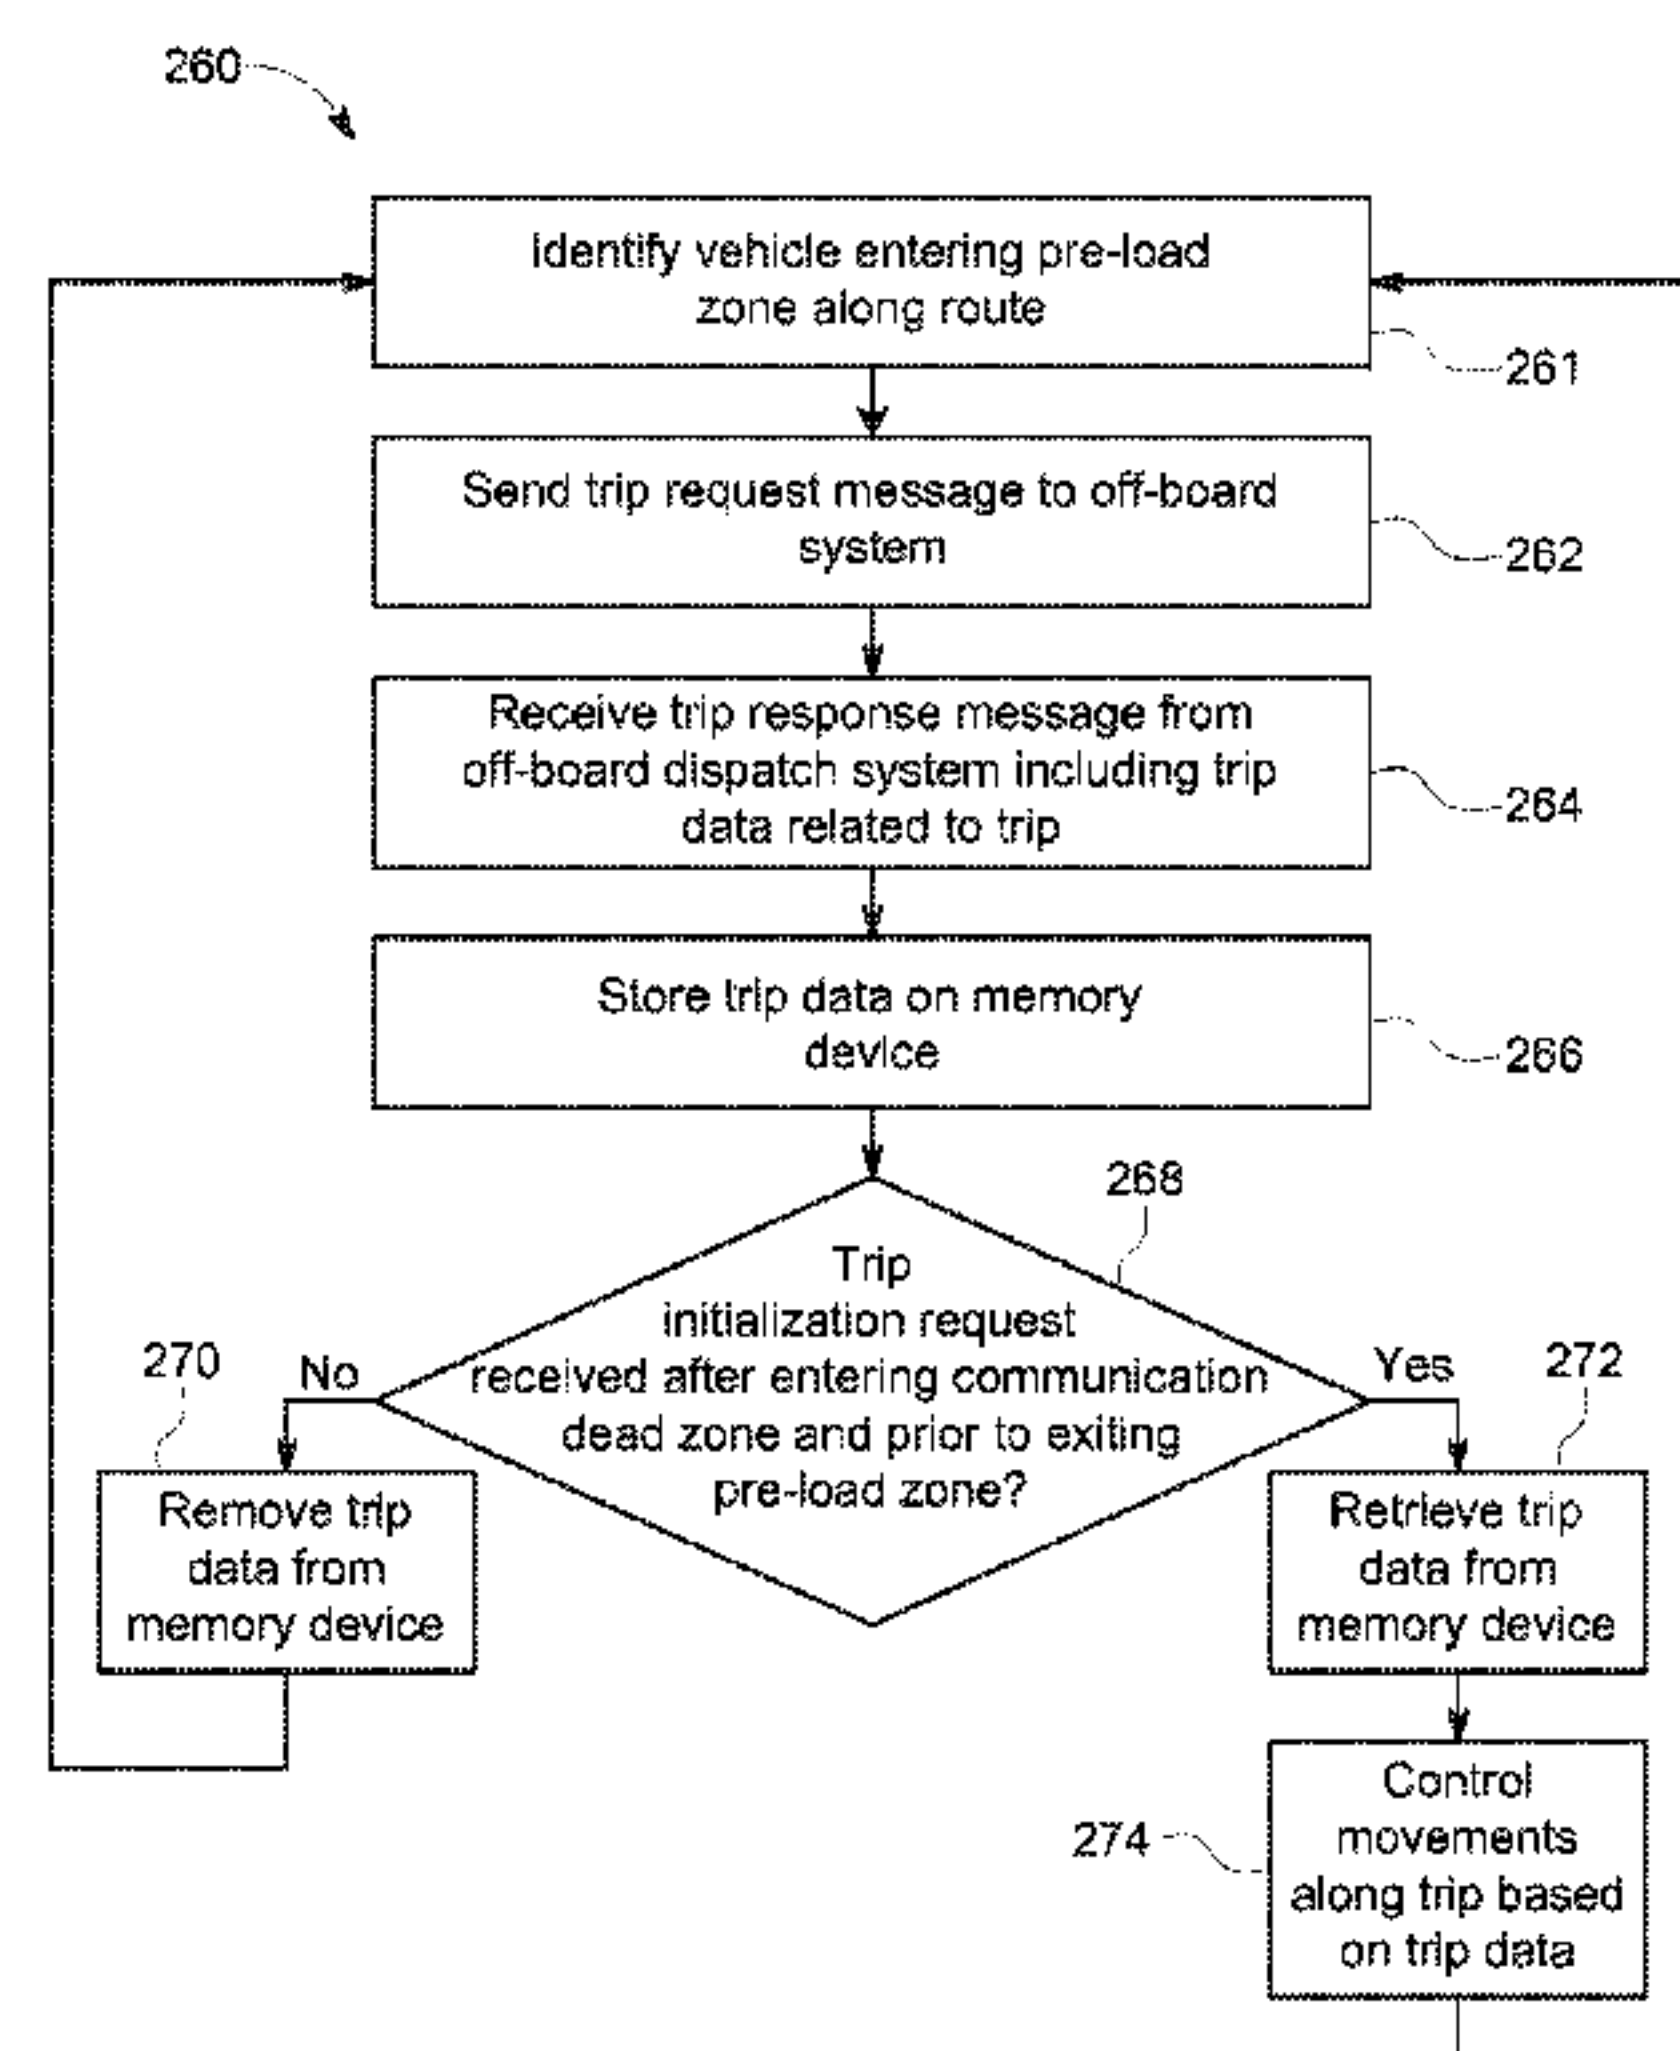 260
Identify vehicle entering pre-load
zone along route
261
Send trip request message to off-board
system
262
Receive trip response message from
off-board dispatch system including trip
data related to trip
264
Store trip data on memory
device
266
268
Trip
initialization request
received after entering communication
dead zone and prior to exiting
pre-load zone?
No
270
Remove trip
data from
memory device
Yes
272
Retrieve trip
data from
memory device
274
Control
movements
along trip based
on trip data